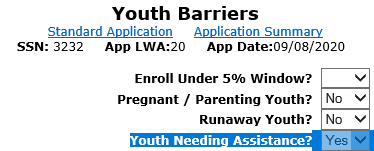 Youth Barriers
Standard Application Application Summary
SSN: 3232 App LWA:20 App Date:09/08/2020
Enroll Under 5% Window?
Pregnant / Parenting Youth? No
Runaway Youth? No
Youth Needing Assistance? Yes